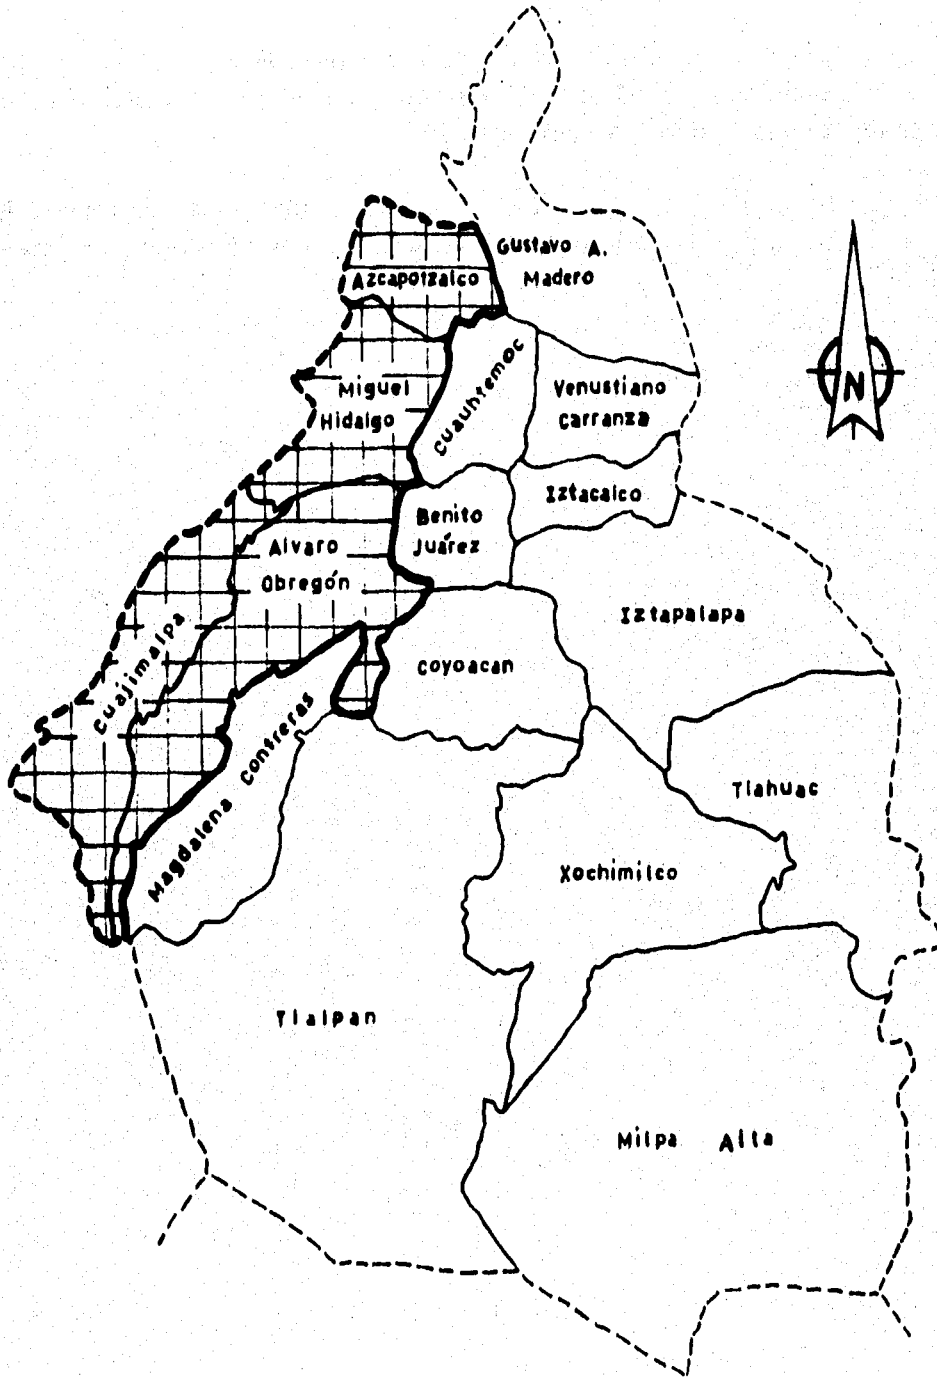 Gustavo A.
Madero
Azcapotzalco
N
Miguel
Hidalgo
Cuauhtemoc
Venustiano
Carranza
Iztacalco
Benito
Juárez
Alvaro
Obregón
Iztapalapa
Cuajimalpa
Coyoacan
Magdalena Contreras
Tlahuac
Xochimilco
Tlalpan
Milpa Alta